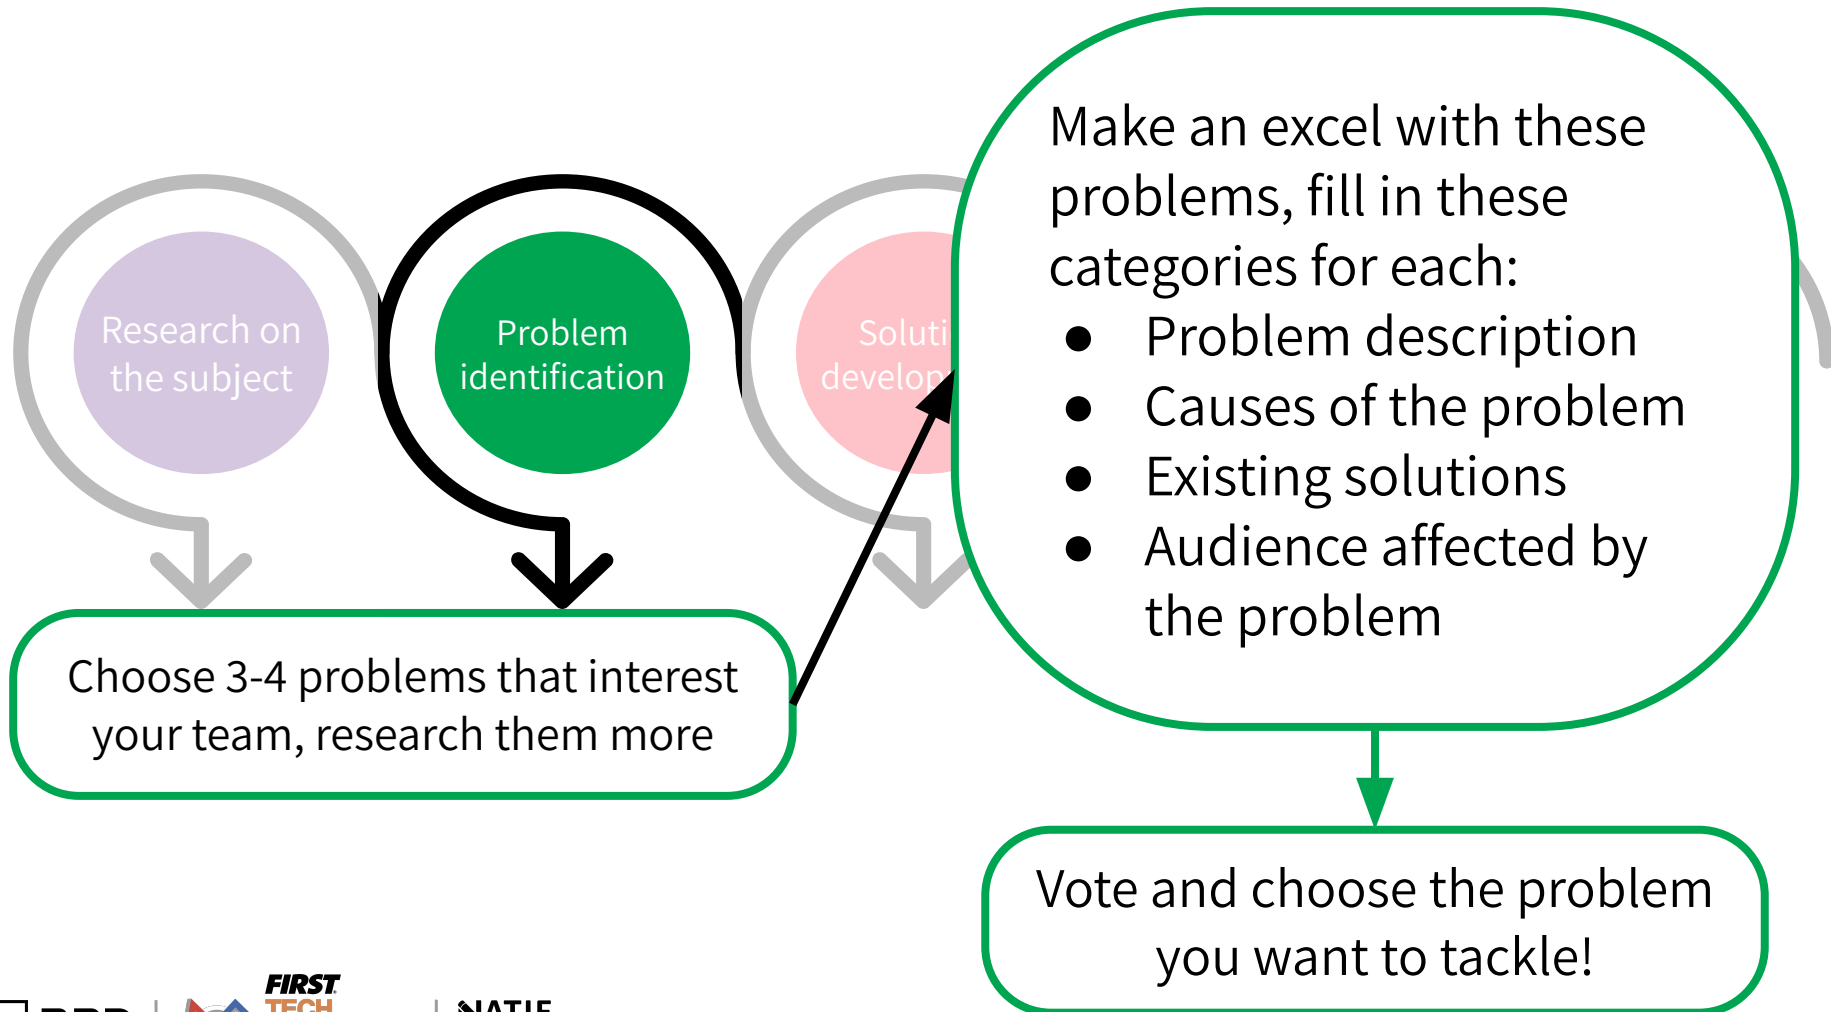 Research on
the subject
Problem
identification
Choose 3-4 problems that interest
your team, research them more
Make an excel with these
problems, fill in these
categories for each:
● Problem description
● Causes of the problem
● Existing solutions
● Audience affected by
the problem
Vote and choose the problem
you want to tackle!
FIRST
TECH